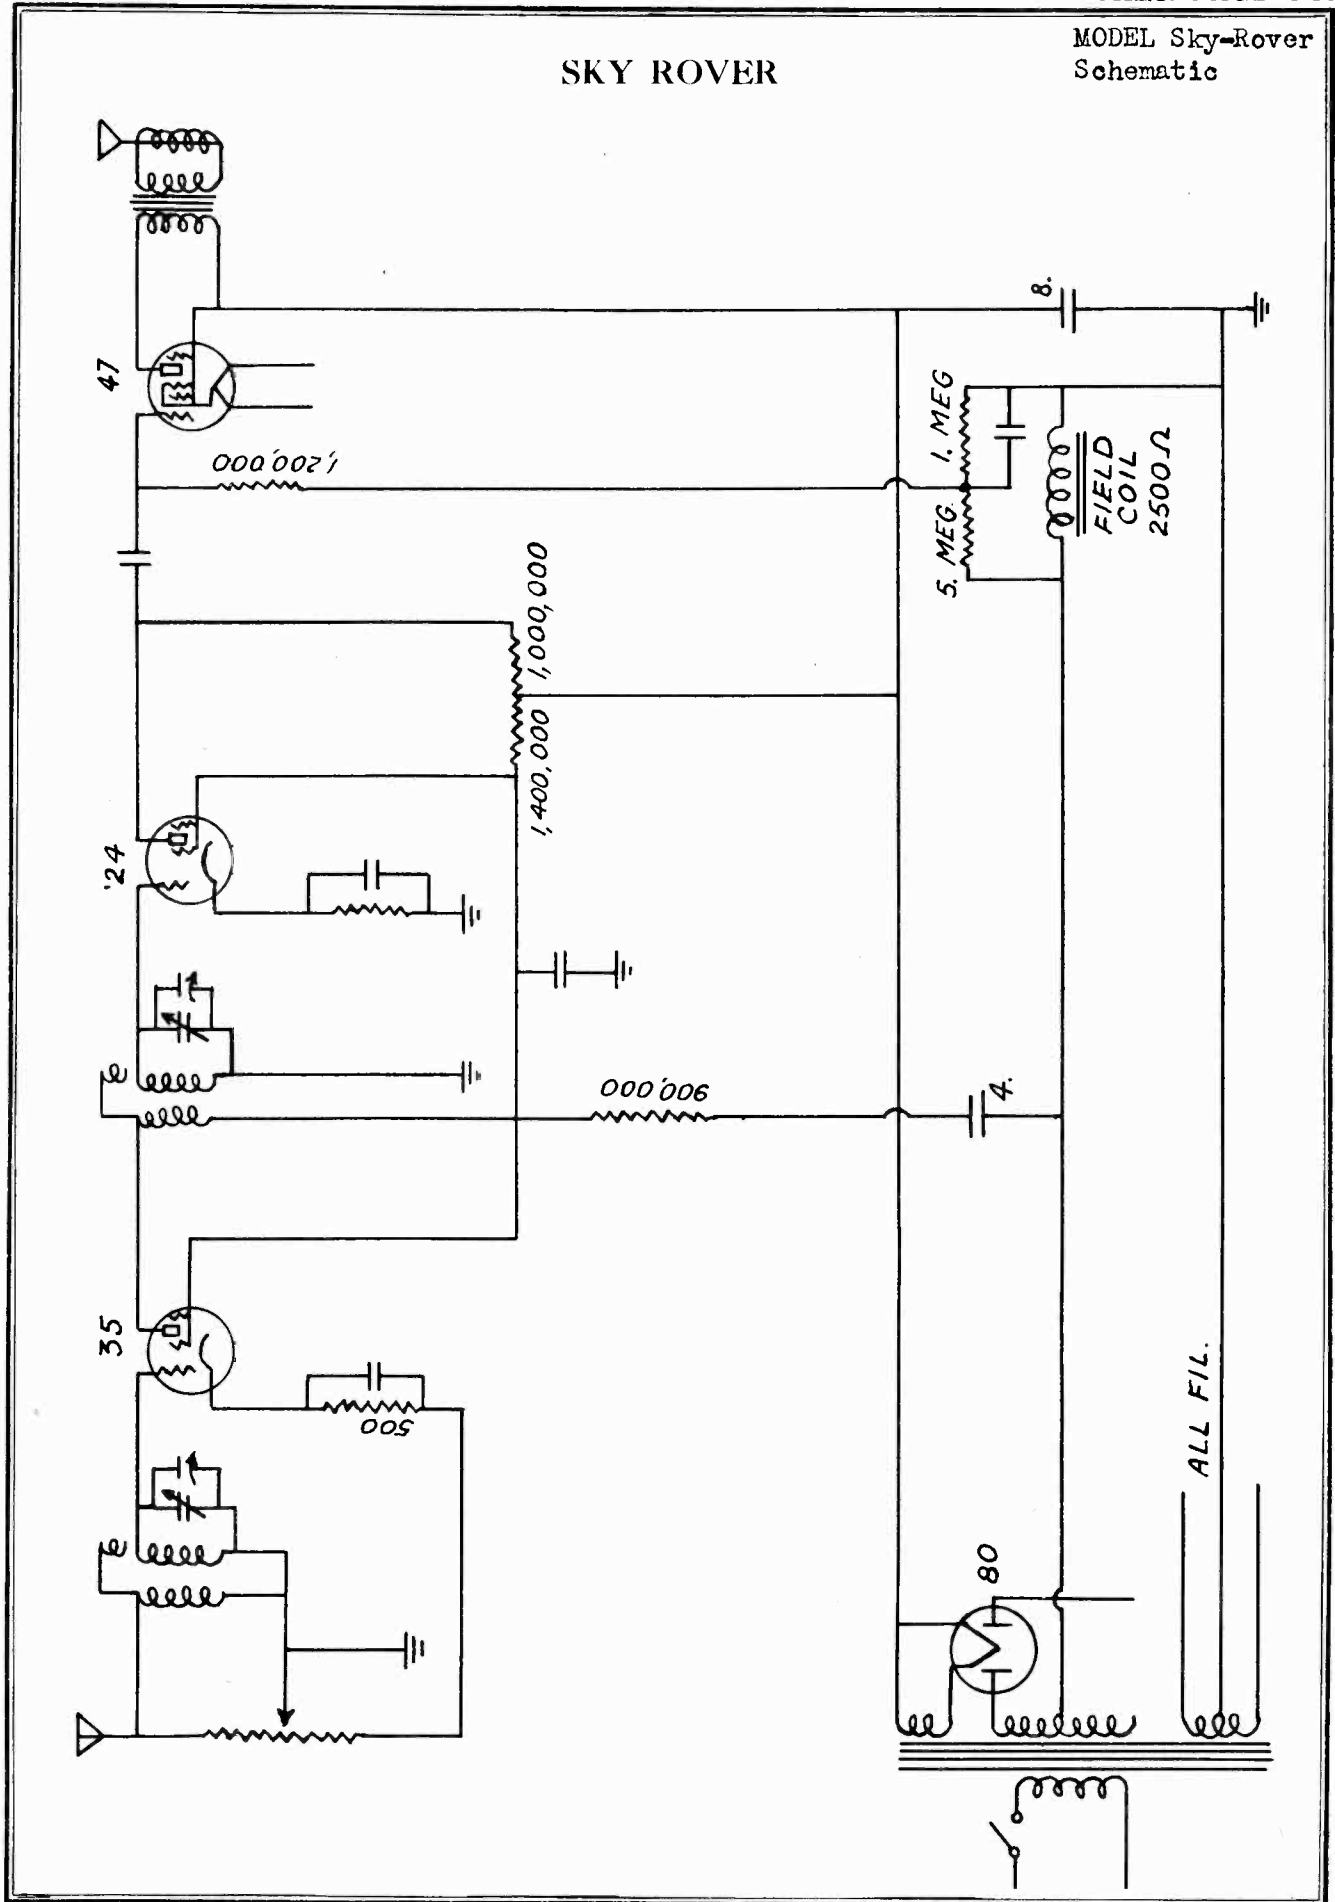 MODEL Sky-Rover
Schematic
SKY ROVER
47
1,200,000
8.
1. MEG
5. MEG.
FIELD
COIL
2500Ω
1,000,000
1,400,000
'24
900,000
4.
35
500
ALL FIL.
80